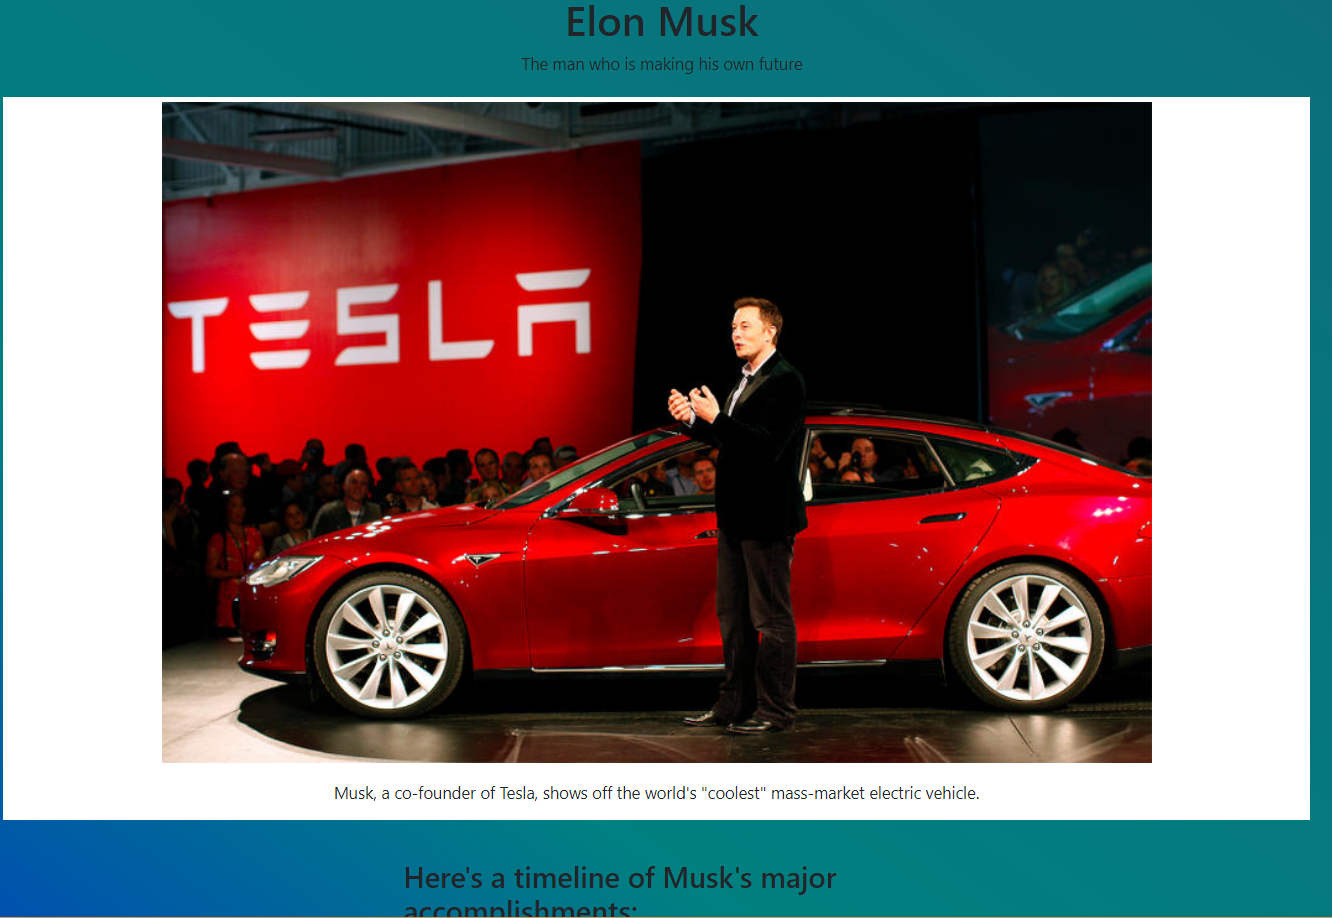 Elon Musk
The man who is making his own future
TESLA
Musk, a co-founder of Tesla, shows off the world's "coolest" mass-market electric vehicle.
Here's a timeline of Musk's major
accomplishments: